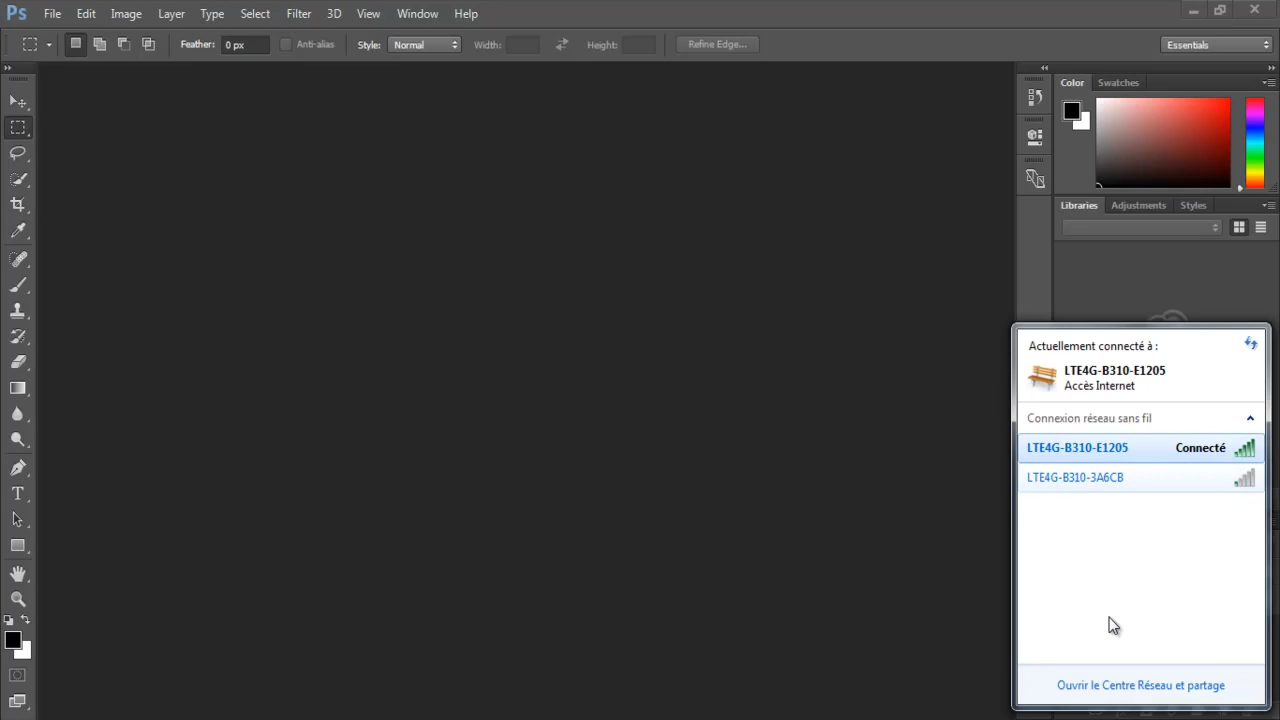 Ps File Edit Image Layer Type Select Filter 3D View Window Help
Feather: 0 px Anti-alias Style: Normal Width: Height: Refine Edge... Essentials
Color Swatches
Libraries Adjustments Styles
Actuellement connecté à :
LTE4G-B310-E1205
Accès Internet
Connexion réseau sans fil
LTE4G-B310-E1205 Connecté
LTE4G-B310-3A6CB
Ouvrir le Centre Réseau et partage